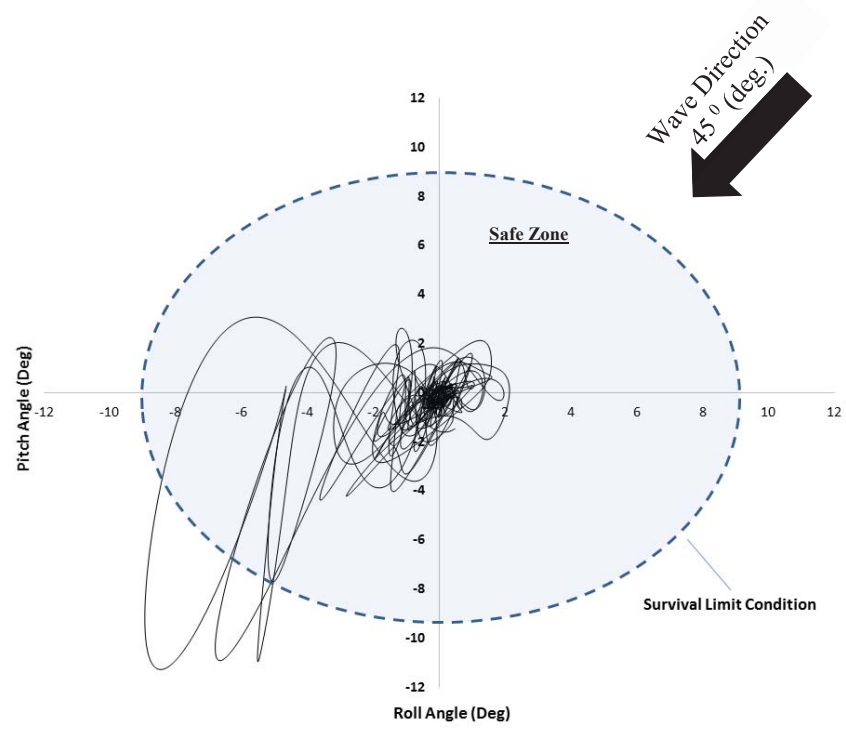 Wave Direction
45⁰ (deg.)
12
10
8
6
4
2
-2
-4
-6
-8
-10
-12
Safe Zone
Pitch Angle (Deg)
-12 -10 -8 -6 -4 -2 2 4 6 8 10 12
Survival Limit Condition
Roll Angle (Deg)